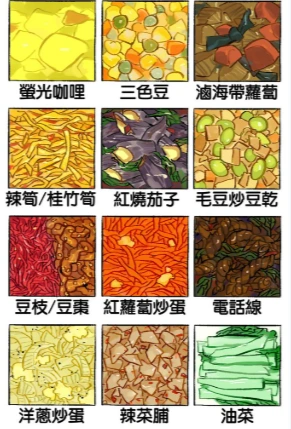 螢光咖哩 三色豆 滷海帶蘿蔔
辣筍/桂竹筍 紅燒茄子 毛豆炒豆乾
豆枝/豆棗 紅蘿蔔炒蛋 電話線
洋蔥炒蛋 辣菜脯 油菜